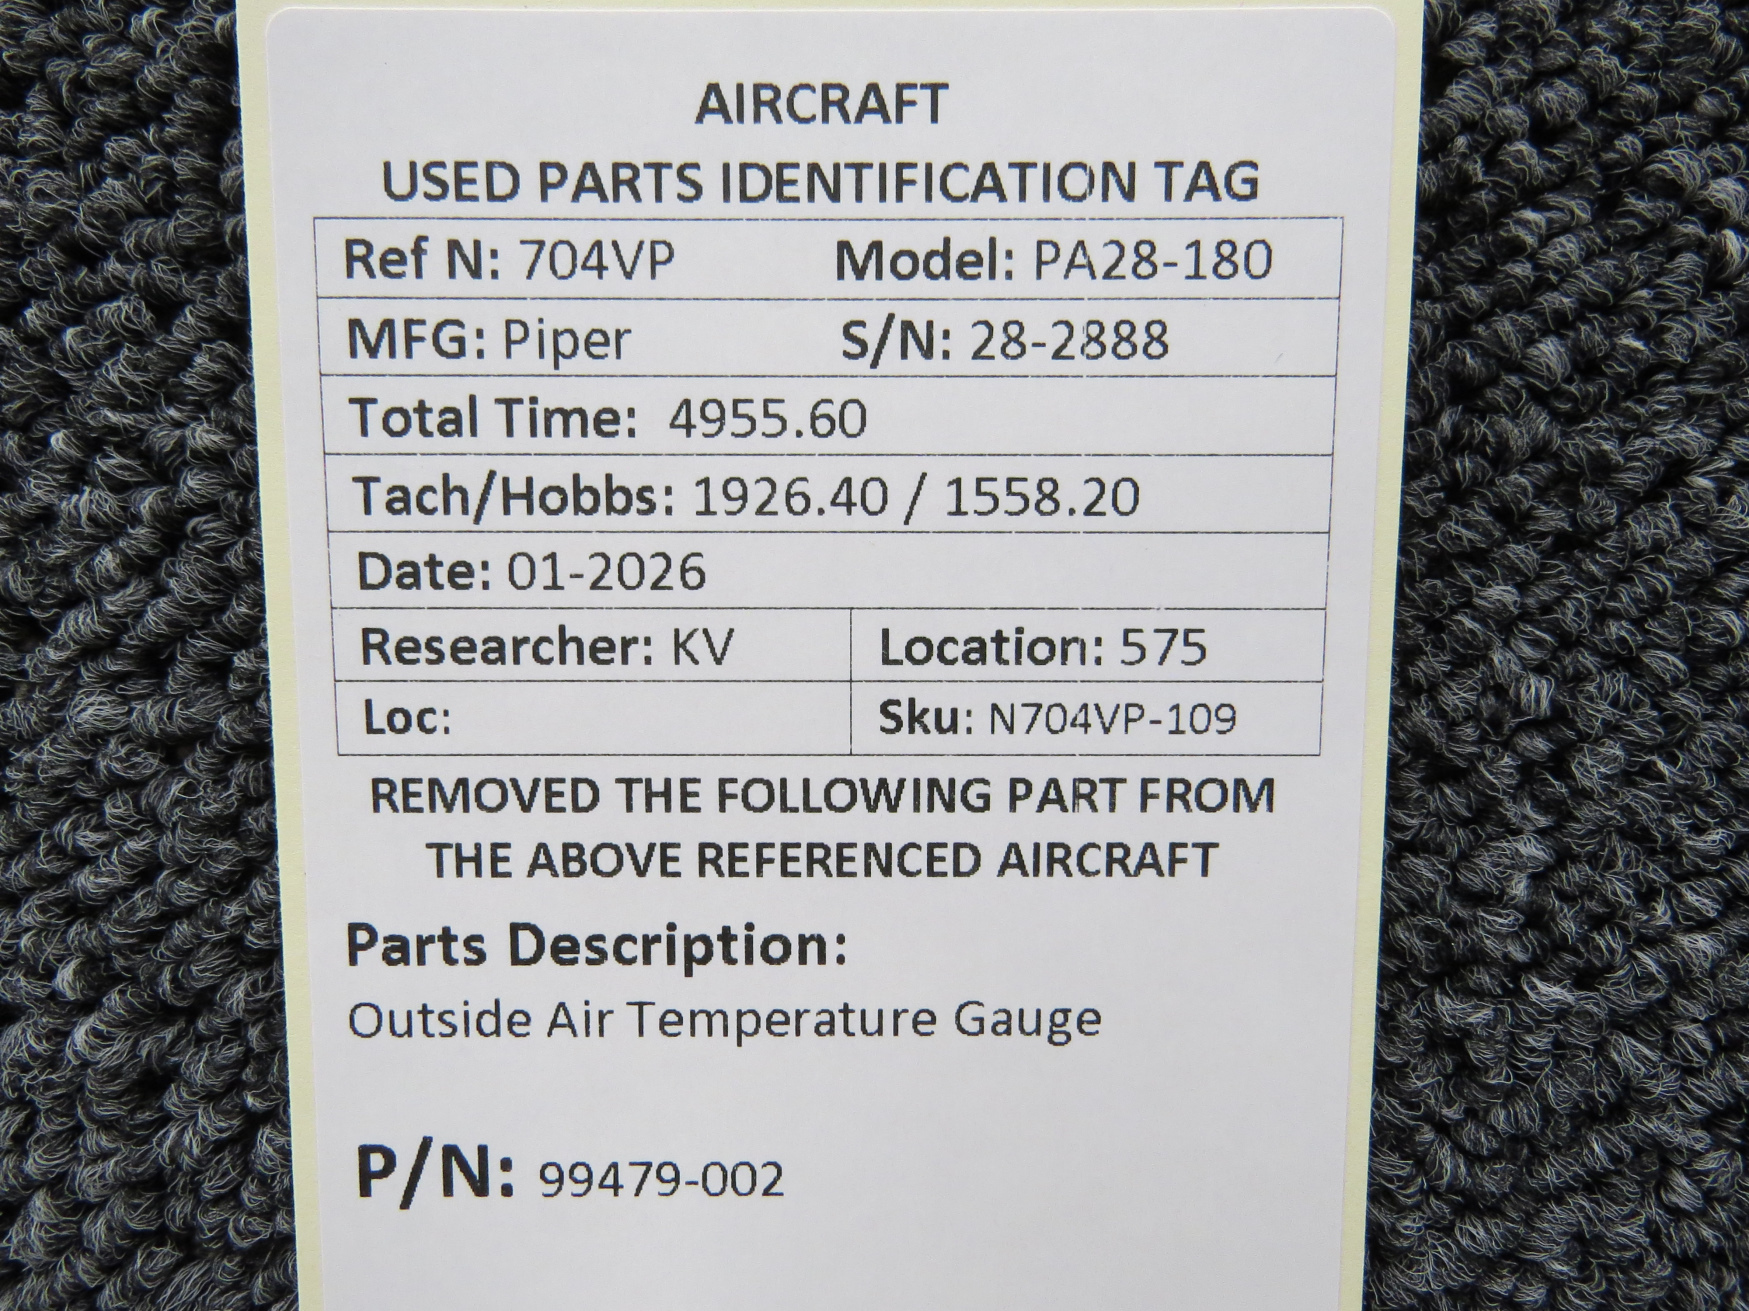 AIRCRAFT
USED PARTS IDENTIFICATION TAG
Ref N: 704VP Model: PA28-180
MFG: Piper S/N: 28-2888
Total Time: 4955.60
Tach/Hobbs: 1926.40 / 1558.20
Date: 01-2026
Researcher: KV Location: 575
Loc: Sku: N704VP-109
REMOVED THE FOLLOWING PART FROM
THE ABOVE REFERENCED AIRCRAFT
Parts Description:
Outside Air Temperature Gauge
P/N: 99479-002